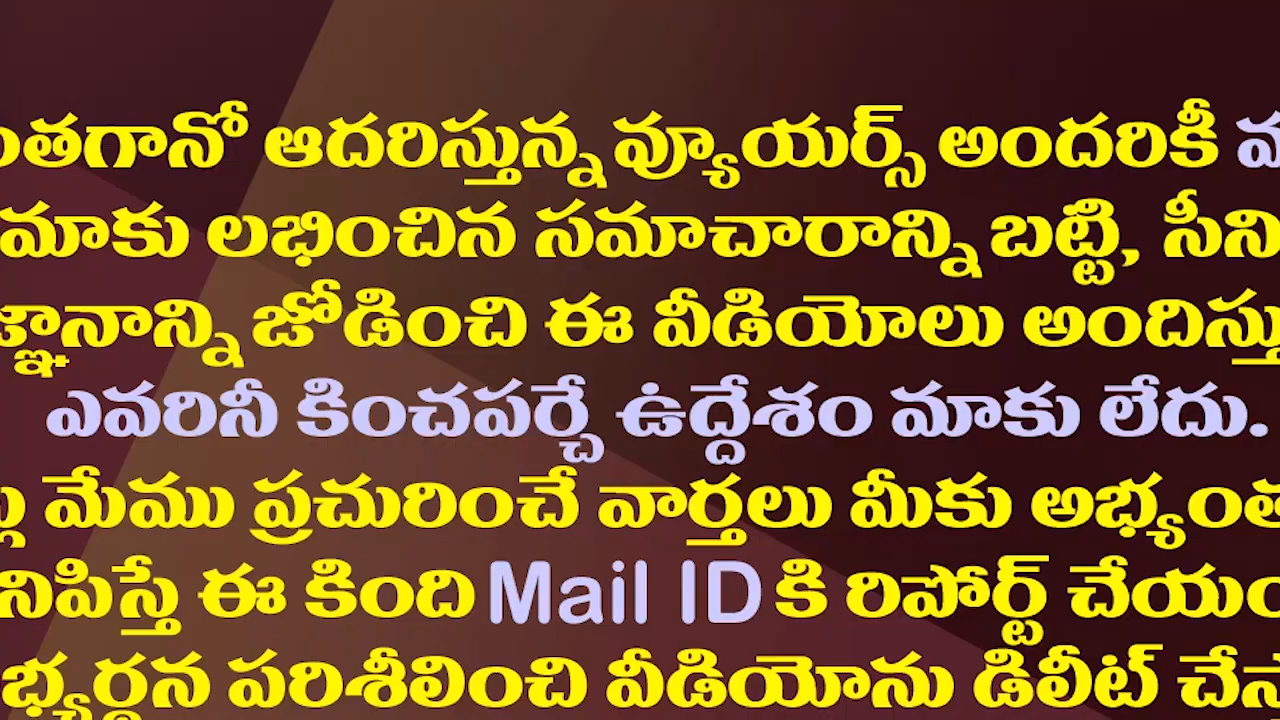 ఆదరిస్తున్న వ్యూయర్స్ అందరికీ
మాకు లభించిన సమాచారాన్ని బట్టి,
జోడించి ఈ వీడియోలు
ఎవరినీ కించపర్చే ఉద్దేశం మాకు లేదు.
మేము ప్రచురించే వార్తలు మీకు
ఈ కింది Mail ID కి రిపోర్ట్
పరిశీలించి వీడియోను డిలీట్